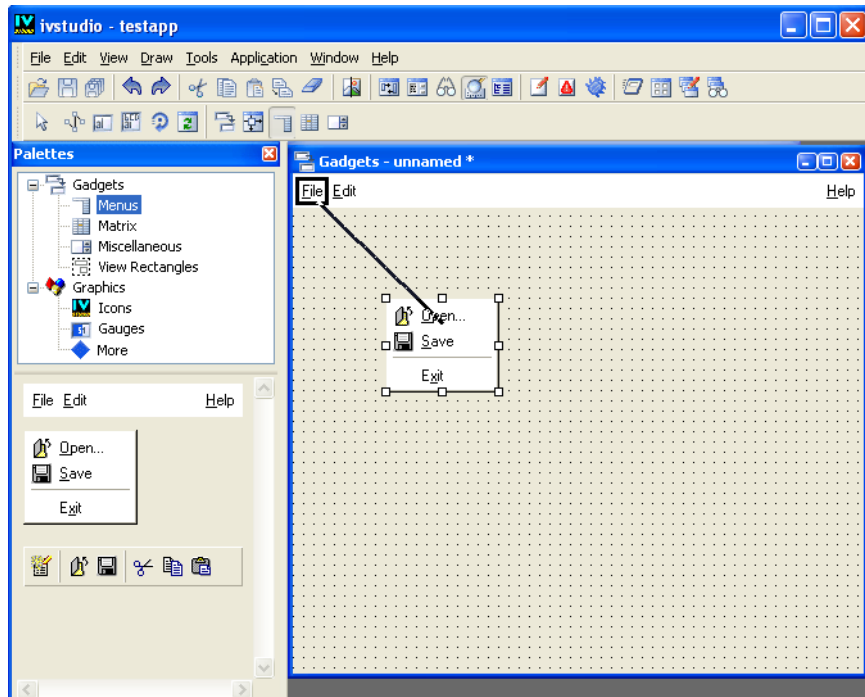 ivstudio - testapp
File Edit View Draw Tools Application Window Help
Palettes
Gadgets
Menus
Matrix
Miscellaneous
View Rectangles
Graphics
Icons
Gauges
More
File Edit Help
Open...
Save
Exit
Gadgets - unnamed *
File Edit Help
Open...
Save
Exit